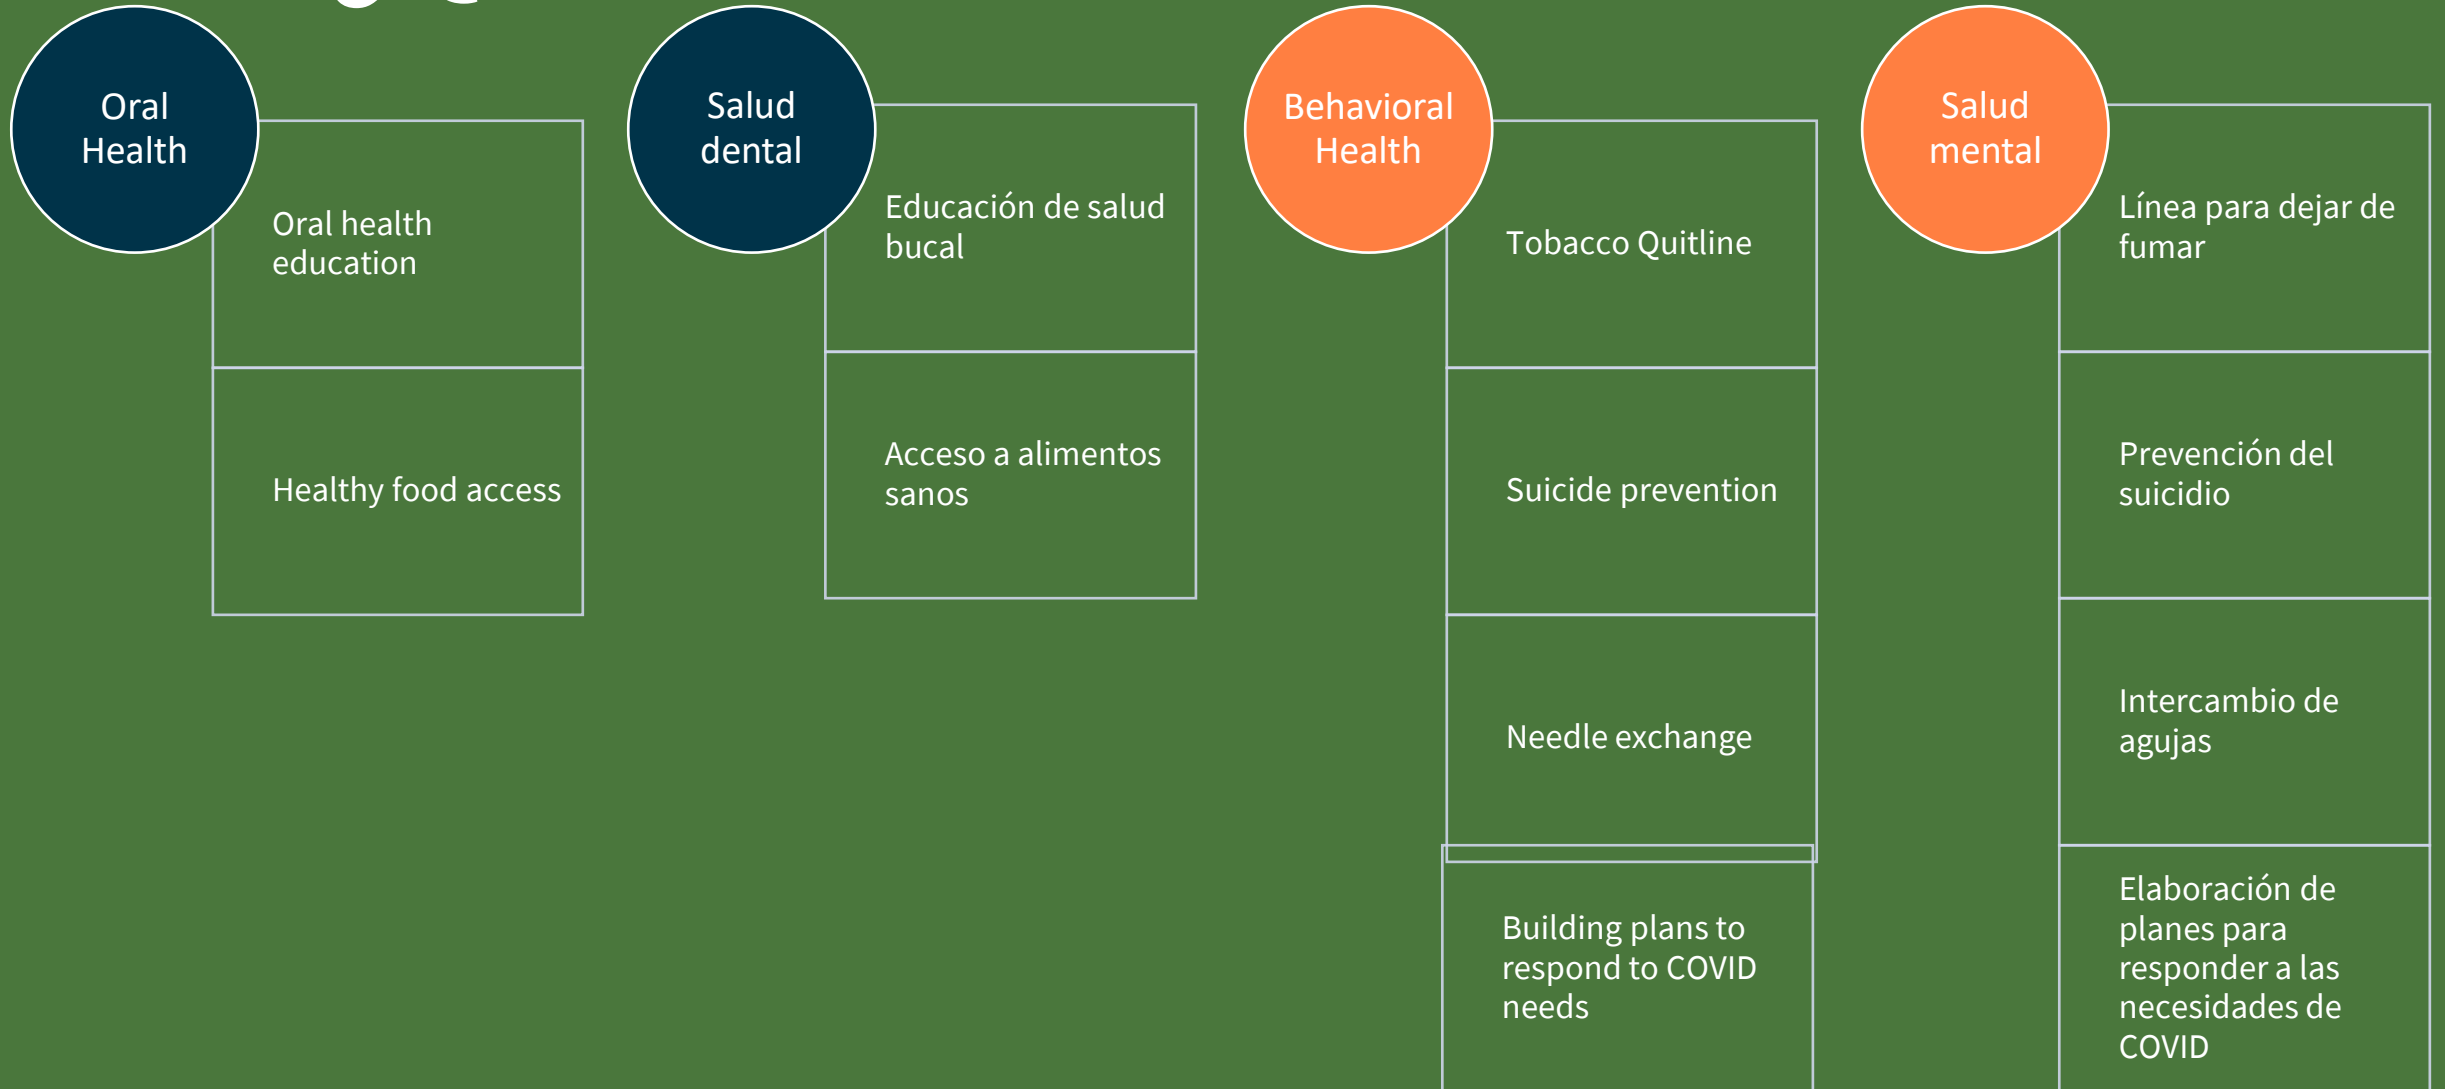 Oral
Health
Oral health
education
Healthy food access
Salud
dental
Educación de salud
bucal
Acceso a alimentos
sanos
Behavioral
Health
Tobacco Quitline
Suicide prevention
Needle exchange
Building plans to
respond to COVID
needs
Salud
mental
Línea para dejar de
fumar
Prevención del
suicidio
Intercambio de
agujas
Elaboración de
planes para
responder a las
necesidades de
COVID